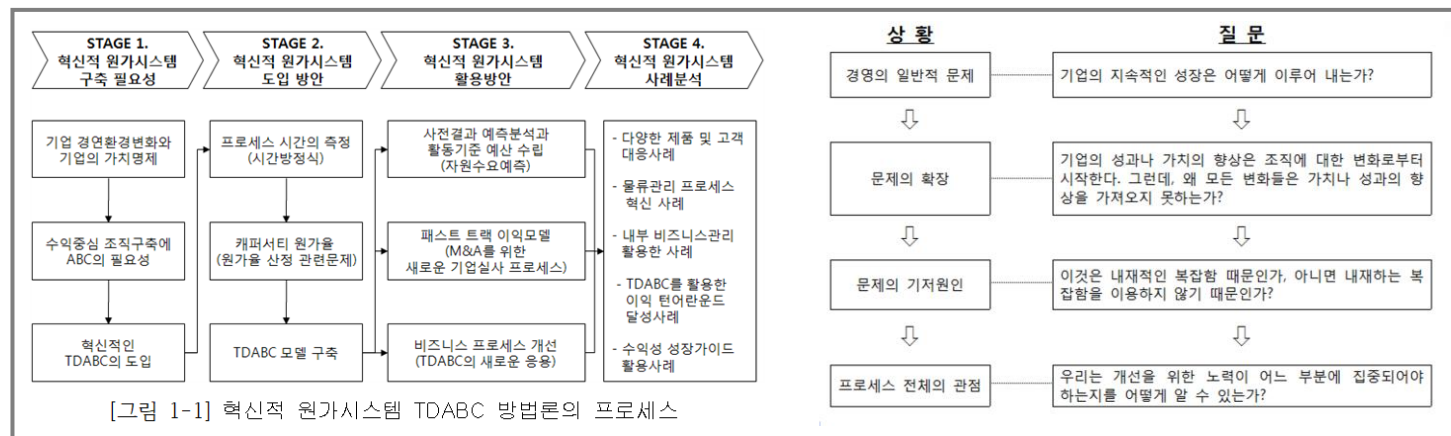 STAGE 1.
혁신적 원가시스템
구축 필요성
STAGE 2.
혁신적 원가시스템
도입 방안
STAGE 3.
혁신적 원가시스템
활용방안
STAGE 4.
혁신적 원가시스템
사례분석
기업 경연환경변화와
기업의 가치명제
수익중심 조직구축에
ABC의 필요성
혁신적인
TDABC의 도입
프로세스 시간의 측정
(시간방정식)
캐퍼서티 원가율
(원가율 산정 관련문제)
TDABC 모델 구축
사전결과 예측분석과
활동기준 예산 수립
(자원수요예측)
패스트 트랙 이익모델
(M&A를 위한
새로운 기업실사 프로세스)
비즈니스 프로세스 개선
(TDABC의 새로운 응용)
- 다양한 제품 및 고객
대응사례
- 물류관리 프로세스
혁신 사례
- 내부 비즈니스관리
활용한 사례
- TDABC를 활용한
이익 턴어란운드
달성사례
- 수익성 성장가이드
활용사례
[그림 1-1] 혁신적 원가시스템 TDABC 방법론의 프로세스
상 황
질 문
경영의 일반적 문제
기업의 지속적인 성장은 어떻게 이루어 내는가?
문제의 확장
기업의 성과나 가치의 향상은 조직에 대한 변화로부터
시작한다. 그런데, 왜 모든 변화들은 가치나 성과의 향
상을 가져오지 못하는가?
문제의 기저원인
이것은 내재적인 복잡함 때문인가, 아니면 내재하는 복
잡함을 이용하지 않기 때문인가?
프로세스 전체의 관점
우리는 개선을 위한 노력이 어느 부분에 집중되어야
하는지를 어떻게 알 수 있는가?